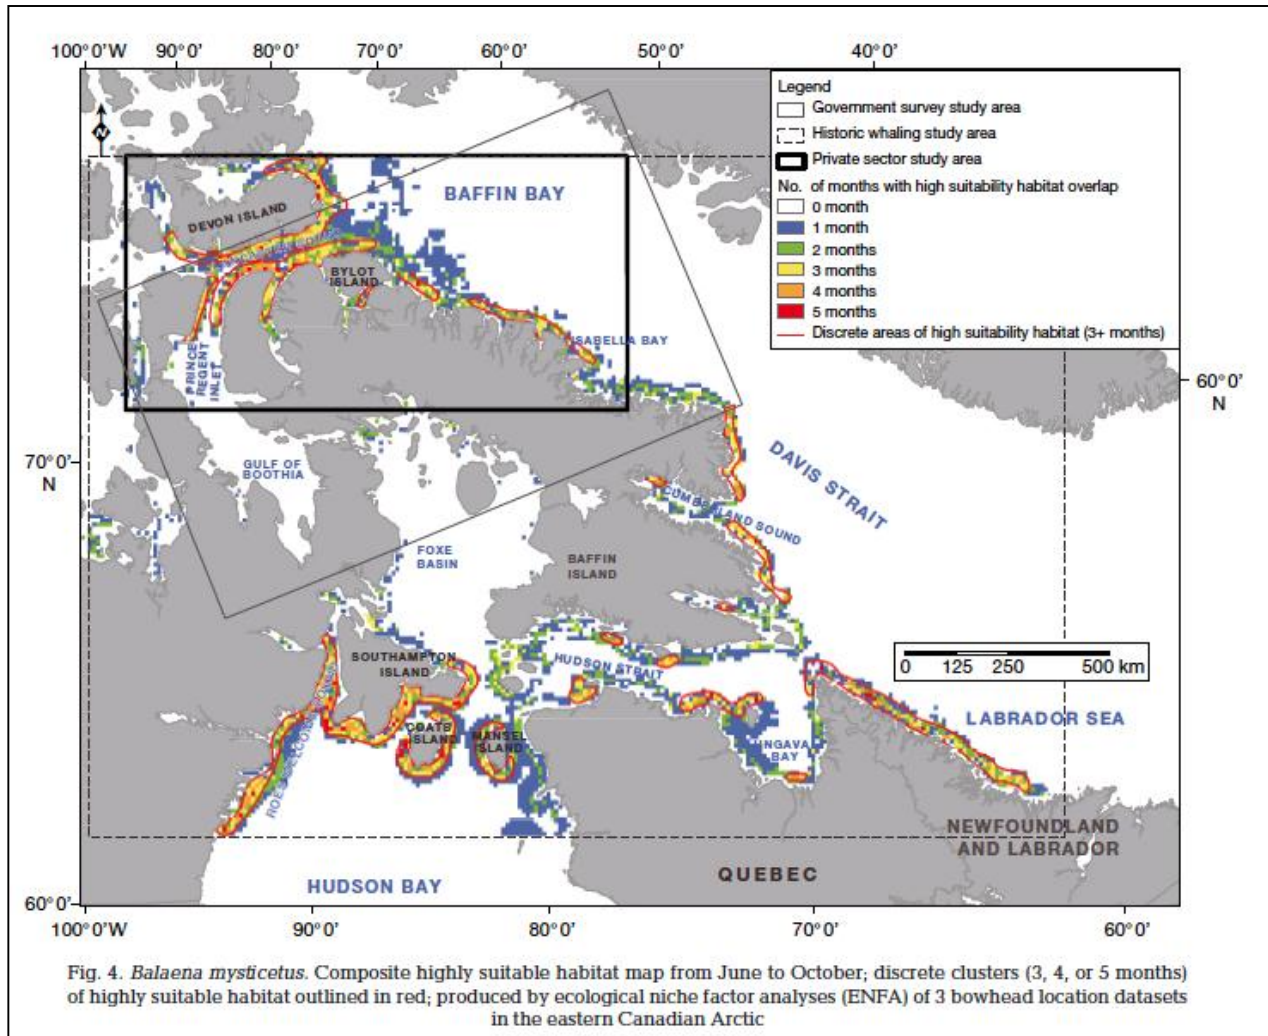 100°0'W 90°0' 80°0' 70°0' 60°0' 50°0' 40°0'
Legend
Government survey study area
Historic whaling study area
Private sector study area
No. of months with high suitability habitat overlap
0 month
1 month
2 months
3 months
4 months
5 months
Discrete areas of high suitability habitat (3+ months)
N
BAFFIN BAY
DEVON ISLAND
BYLOT
ISLAND
ISABELLA BAY
PRINCE
REGENT
INLET
60°0'
N
70°0'
N
GULF OF
BOOTHIA
DAVIS STRAIT
CUMBERLAND SOUND
FOXE
BASIN
BAFFIN
ISLAND
SOUTHAMPTON
ISLAND
HUDSON STRAIT
0 125 250 500 km
COATS
ISLAND
MANSEL
ISLAND
UNGAVA
BAY
LABRADOR SEA
NEWFOUNDLAND
AND LABRADOR
QUEBEC
HUDSON BAY
60°0'
100°0'W 90°0' 80°0' 70°0' 60°0'
Fig. 4. Balaena mysticetus. Composite highly suitable habitat map from June to October; discrete clusters (3, 4, or 5 months)
of highly suitable habitat outlined in red; produced by ecological niche factor analyses (ENFA) of 3 bowhead location datasets
in the eastern Canadian Arctic